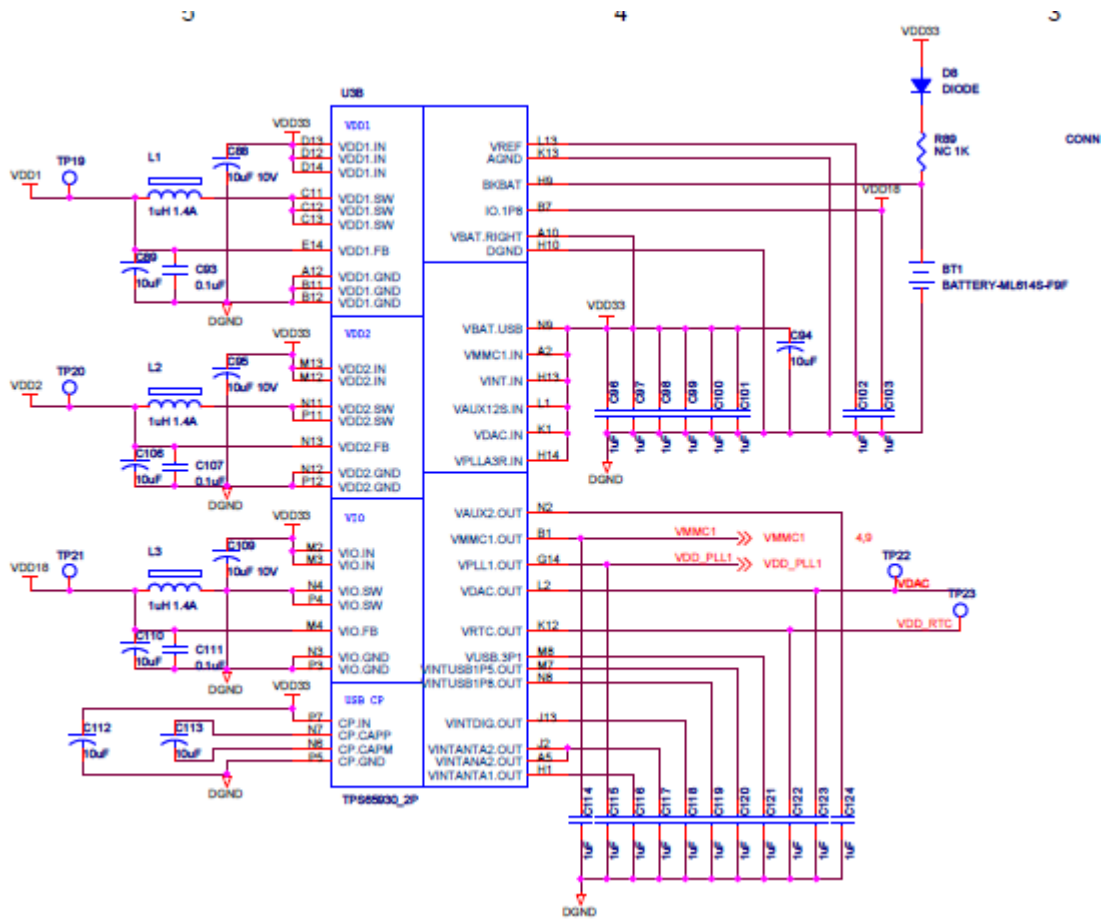 4
3
VDD33
D8
DIODE
R89
NC 1K
CONN
VDD18
BT1
BATTERY-ML614S-F9F
U3B
VDD1
VDD33
TP19
L1
C88
10uF 10V
1uH 1.4A
C89
10uF
C93
0.1uF
DGND
D13 VDD1.IN
D12 VDD1.IN
D14 VDD1.IN
C11 VDD1.SW
C12 VDD1.SW
C13 VDD1.SW
E14 VDD1.FB
A12 VDD1.GND
B11 VDD1.GND
B12 VDD1.GND
VDD1
VREF L13
AGND K13
BKBAT H9
IO.1P8 B7
VBAT.RIGHT A10
DGND H10
VDD2
VDD33
TP20
L2
C95
10uF 10V
1uH 1.4A
C106
10uF
C107
0.1uF
DGND
VDD2
M13 VDD2.IN
M12 VDD2.IN
N11 VDD2.SW
P11 VDD2.SW
N13 VDD2.FB
N12 VDD2.GND
P12 VDD2.GND
VBAT.USB N9
VMMC1.IN A2
VINT.IN H13
VAUX12S.IN L1
VDAC.IN K1
VPLLA3R.IN H14
VDD33
C94
10uF
C96 1uF
C97 1uF
C98 1uF
C99 1uF
C100 1uF
C101 1uF
C102 1uF
C103 1uF
DGND
VDD18
VDD33
TP21
L3
C109
10uF 10V
1uH 1.4A
C110
10uF
C111
0.1uF
DGND
VIO
M2 VIO.IN
M3 VIO.IN
N4 VIO.SW
P4 VIO.SW
M4 VIO.FB
N3 VIO.GND
P3 VIO.GND
VDD33
C112
10uF
C113
10uF
DGND
USB CP
P7 CP.IN
N7 CP.CAPP
N6 CP.CAPM
P5 CP.GND
VAUX2.OUT N2
VMMC1.OUT B1 VMMC1 VMMC1 4,9
VPLL1.OUT G14 VDD_PLL1 VDD_PLL1
VDAC.OUT L2 VDAC
TP22
VRTC.OUT K12 VDD_RTC
TP23
VUSB.3P1 M8
VINTUSB1P5.OUT M7
VINTUSB1P8.OUT N8
VINTDIG.OUT J13
VINTANTA2.OUT J2
VINTANA2.OUT A5
VINTANTA1.OUT H1
TPS65930_2P
C114 1uF
C115 1uF
C116 1uF
C117 1uF
C118 1uF
C119 1uF
C120 1uF
C121 1uF
C122 1uF
C123 1uF
C124 1uF
DGND